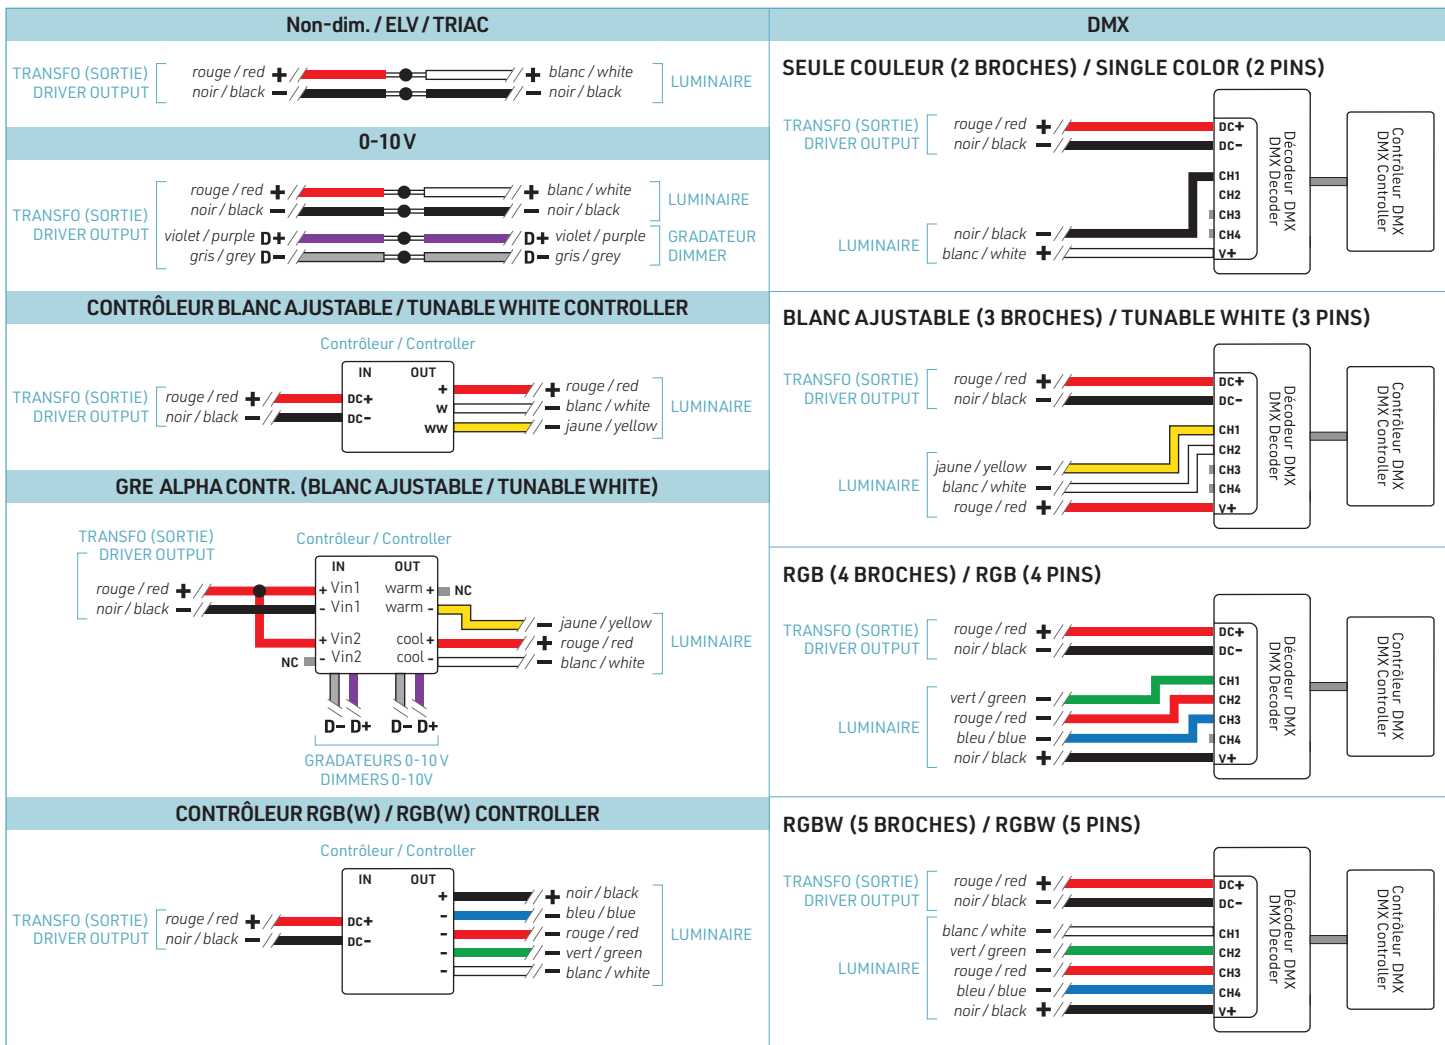 Non-dim. / ELV / TRIAC
TRANSFO (SORTIE)
DRIVER OUTPUT
rouge / red +
noir / black −
+ blanc / white
− noir / black
LUMINAIRE
0-10 V
TRANSFO (SORTIE)
DRIVER OUTPUT
rouge / red +
noir / black −
violet / purple D+
gris / grey D−
+ blanc / white
− noir / black
D+ violet / purple
D− gris / grey
LUMINAIRE
GRADATEUR
DIMMER
CONTRÔLEUR BLANC AJUSTABLE / TUNABLE WHITE CONTROLLER
Contrôleur / Controller
TRANSFO (SORTIE)
DRIVER OUTPUT
rouge / red +
noir / black −
IN OUT
DC+
DC−
+
W
WW
+ rouge / red
− blanc / white
− jaune / yellow
LUMINAIRE
GRE ALPHA CONTR. (BLANC AJUSTABLE / TUNABLE WHITE)
TRANSFO (SORTIE)
DRIVER OUTPUT
Contrôleur / Controller
rouge / red +
noir / black −
IN OUT
+ Vin1 warm + NC
- Vin1 warm -
+ Vin2 cool +
NC - Vin2 cool -
− jaune / yellow
+ rouge / red
− blanc / white
LUMINAIRE
D− D+ D− D+
GRADATEURS 0-10 V
DIMMERS 0-10V
CONTRÔLEUR RGB(W) / RGB(W) CONTROLLER
Contrôleur / Controller
TRANSFO (SORTIE)
DRIVER OUTPUT
rouge / red +
noir / black −
IN OUT
DC+
DC−
+
-
-
-
-
+ noir / black
− bleu / blue
− rouge / red
− vert / green
− blanc / white
LUMINAIRE
DMX
SEULE COULEUR (2 BROCHES) / SINGLE COLOR (2 PINS)
TRANSFO (SORTIE)
DRIVER OUTPUT
rouge / red +
noir / black −
LUMINAIRE
noir / black −
blanc / white +
DC+
DC−
CH1
CH2
CH3
CH4
V+
Décodeur DMX
DMX Decoder
Contrôleur DMX
DMX Controller
BLANC AJUSTABLE (3 BROCHES) / TUNABLE WHITE (3 PINS)
TRANSFO (SORTIE)
DRIVER OUTPUT
rouge / red +
noir / black −
LUMINAIRE
jaune / yellow −
blanc / white −
rouge / red +
DC+
DC−
CH1
CH2
CH3
CH4
V+
Décodeur DMX
DMX Decoder
Contrôleur DMX
DMX Controller
RGB (4 BROCHES) / RGB (4 PINS)
TRANSFO (SORTIE)
DRIVER OUTPUT
rouge / red +
noir / black −
LUMINAIRE
vert / green −
rouge / red −
bleu / blue −
noir / black +
DC+
DC−
CH1
CH2
CH3
CH4
V+
Décodeur DMX
DMX Decoder
Contrôleur DMX
DMX Controller
RGBW (5 BROCHES) / RGBW (5 PINS)
TRANSFO (SORTIE)
DRIVER OUTPUT
rouge / red +
noir / black −
LUMINAIRE
blanc / white −
vert / green −
rouge / red −
bleu / blue −
noir / black +
DC+
DC−
CH1
CH2
CH3
CH4
V+
Décodeur DMX
DMX Decoder
Contrôleur DMX
DMX Controller